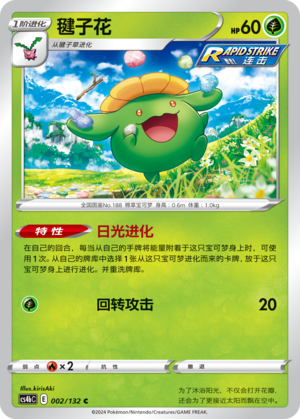 1阶进化
毽子花
HP60
从毽子草进化
RAPID STRIKE
连击
全国图鉴No.188 棉草宝可梦 身高:0.6m 体重:1.0kg
特性 日光进化
在自己的回合,每当从自己的手牌将能量附着于这只宝可梦身上时,可使
用1次。从自己的牌库中选择1张从这只宝可梦进化而来的卡牌,放于这只
宝可梦身上进行进化。并重洗牌库。
回转攻击 20
弱点 ×2 抵抗力 撤退
Illus.kirisAki
cs4bC E 002/132 C
为了沐浴阳光,不仅会打开花瓣,
还会为了更接近太阳而飘在空中。
©2024 Pokémon/Nintendo/Creatures/GAME FREAK.